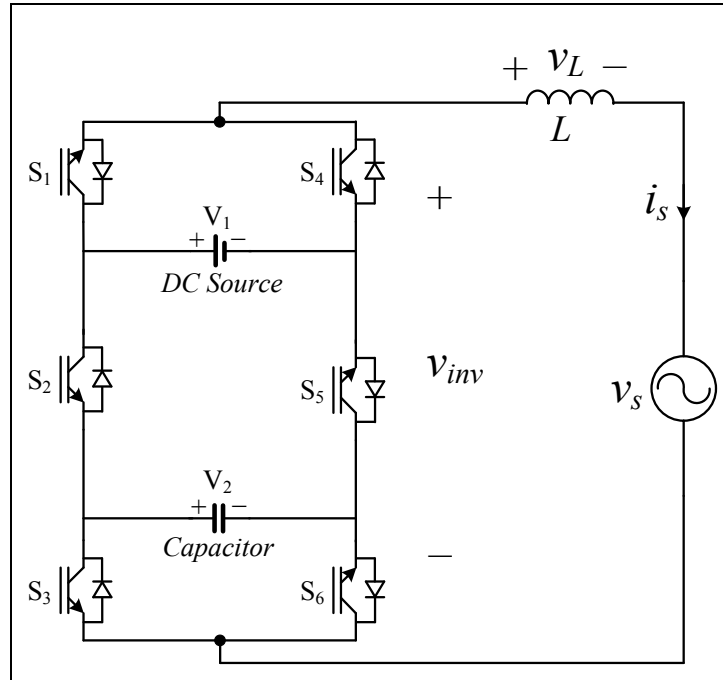 + v_L −
L
S₁
S₄
V₁
+ −
DC Source
+
i_s
S₂
S₅
v_inv
v_s
V₂
+ −
Capacitor
−
S₃
S₆